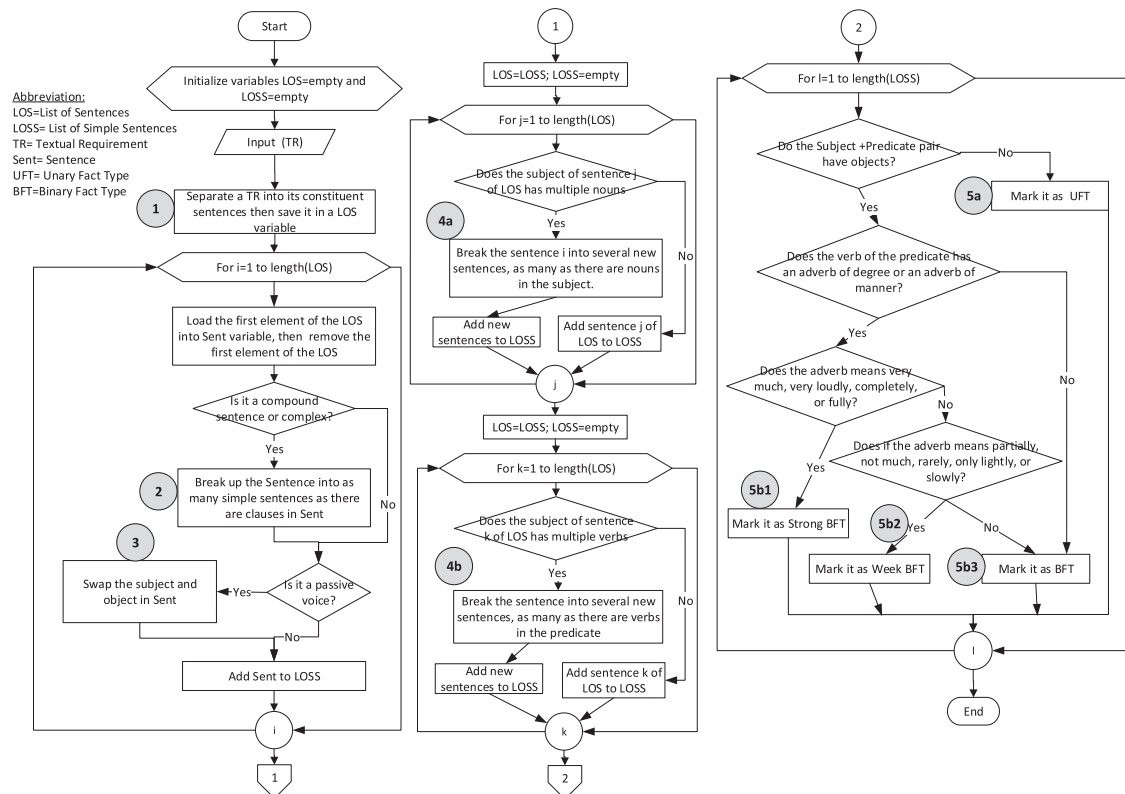 Start
Initialize variables LOS=empty and
LOSS=empty
Abbreviation:
LOS=List of Sentences
LOSS= List of Simple Sentences
TR= Textual Requirement
Sent= Sentence
UFT= Unary Fact Type
BFT=Binary Fact Type
Input (TR)
1
Separate a TR into its constituent
sentences then save it in a LOS
variable
For i=1 to length(LOS)
Load the first element of the LOS
into Sent variable, then remove the
first element of the LOS
Is it a compound
sentence or complex?
Yes
No
2
Break up the Sentence into as
many simple sentences as there
are clauses in Sent
3
Is it a passive
voice?
Yes
Swap the subject and
object in Sent
No
Add Sent to LOSS
i
1
1
LOS=LOSS; LOSS=empty
For j=1 to length(LOS)
Does the subject of sentence j
of LOS has multiple nouns
4a
Yes
No
Break the sentence i into several new
sentences, as many as there are nouns
in the subject.
Add new
sentences to LOSS
Add sentence j of
LOS to LOSS
j
LOS=LOSS; LOSS=empty
For k=1 to length(LOS)
Does the subject of sentence
k of LOS has multiple verbs
4b
Yes
No
Break the sentence into several new
sentences, as many as there are verbs
in the predicate
Add new
sentences to LOSS
Add sentence k of
LOS to LOSS
k
2
2
For l=1 to length(LOSS)
Do the Subject +Predicate pair
have objects?
No
5a
Mark it as UFT
Yes
Does the verb of the predicate has
an adverb of degree or an adverb of
manner?
Yes
No
Does the adverb means very
much, very loudly, completely,
or fully?
No
Yes
Does if the adverb means partially,
not much, rarely, only lightly, or
slowly?
5b1
Mark it as Strong BFT
5b2
Yes
No
Mark it as Week BFT
5b3
Mark it as BFT
l
End